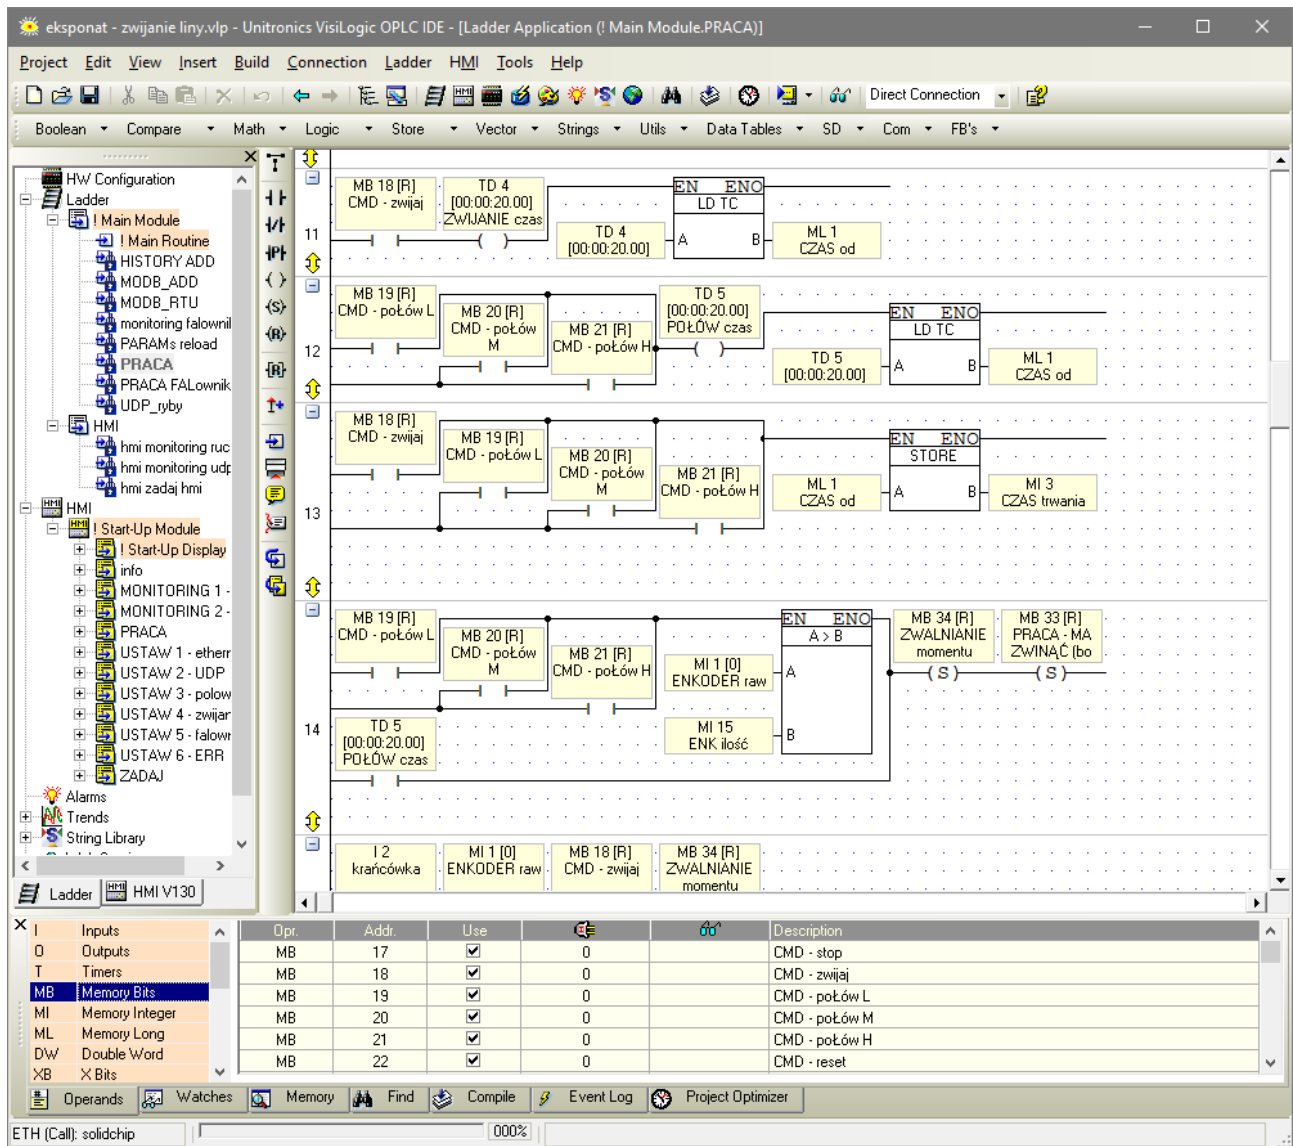 eksponat - zwijanie liny.vlp - Unitronics VisiLogic OPLC IDE - [Ladder Application (! Main Module.PRACA)]
Project Edit View Insert Build Connection Ladder HMI Tools Help
Direct Connection
Boolean Compare Math Logic Store Vector Strings Utils Data Tables SD Com FB's
HW Configuration
Ladder
! Main Module
! Main Routine
HISTORY ADD
MODB_ADD
MODB_RTU
monitoring falownil
PARAMs reload
PRACA
PRACA FALownik
UDP_ryby
HMI
hmi monitoring ruc
hmi monitoring udp
hmi zadaj hmi
HMI
! Start-Up Module
! Start-Up Display
info
MONITORING 1 -
MONITORING 2 -
PRACA
USTAW 1 - etherr
USTAW 2 - UDP
USTAW 3 - polow
USTAW 4 - zwijar
USTAW 5 - falowr
USTAW 6 - ERR
ZADAJ
Alarms
Trends
String Library
Ladder HMI V130
11
MB 18 [R]
CMD - zwijaj
TD 4
[00:00:20.00]
ZWIJANIE czas
TD 4
[00:00:20.00]
EN ENO
LD TC
A B
ML 1
CZAS od
12
MB 19 [R]
CMD - połów L
MB 20 [R]
CMD - połów
M
MB 21 [R]
CMD - połów H
TD 5
[00:00:20.00]
POŁÓW czas
TD 5
[00:00:20.00]
EN ENO
LD TC
A B
ML 1
CZAS od
13
MB 18 [R]
CMD - zwijaj
MB 19 [R]
CMD - połów L
MB 20 [R]
CMD - połów
M
MB 21 [R]
CMD - połów H
ML 1
CZAS od
EN ENO
STORE
A B
MI 3
CZAS trwania
14
MB 19 [R]
CMD - połów L
MB 20 [R]
CMD - połów
M
MB 21 [R]
CMD - połów H
MI 1 [0]
ENKODER raw
MI 15
ENK ilość
EN ENO
A > B
A
B
MB 34 [R]
ZWALNIANIE
momentu
(S)
MB 33 [R]
PRACA - MA
ZWINĄĆ (bo
(S)
TD 5
[00:00:20.00]
POŁÓW czas
I 2
krańcówka
MI 1 [0]
ENKODER raw
MB 18 [R]
CMD - zwijaj
MB 34 [R]
ZWALNIANIE
momentu
I Inputs
O Outputs
T Timers
MB Memory Bits
MI Memory Integer
ML Memory Long
DW Double Word
XB X Bits
Opr. Addr. Use Description
MB 17 0 CMD - stop
MB 18 0 CMD - zwijaj
MB 19 0 CMD - połów L
MB 20 0 CMD - połów M
MB 21 0 CMD - połów H
MB 22 0 CMD - reset
Operands Watches Memory Find Compile Event Log Project Optimizer
ETH (Call): solidchip 000%